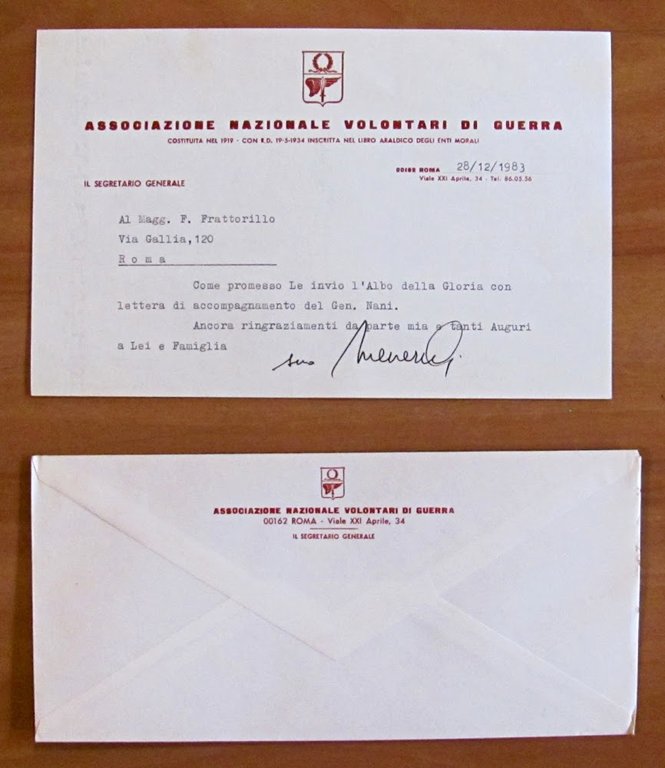 ASSOCIAZIONE NAZIONALE VOLONTARI DI GUERRA
COSTITUITA NEL 1919 - CON R.D. 19-5-1934 INSCRITTA NEL LIBRO ARALDICO DEGLI ENTI MORALI
00162 ROMA 28/12/1983
Viale XXI Aprile, 34 - Tel. 86.05.56
IL SEGRETARIO GENERALE
Al Magg. F. Frattorillo
Via Gallia,120
Roma
Come promesso Le invio l'Albo della Gloria con
lettera di accompagnamento del Gen. Nani.
Ancora ringraziamenti da parte mia e tanti Auguri
a Lei e Famiglia
suo
ASSOCIAZIONE NAZIONALE VOLONTARI DI GUERRA
00162 ROMA - Viale XXI Aprile, 34
IL SEGRETARIO GENERALE